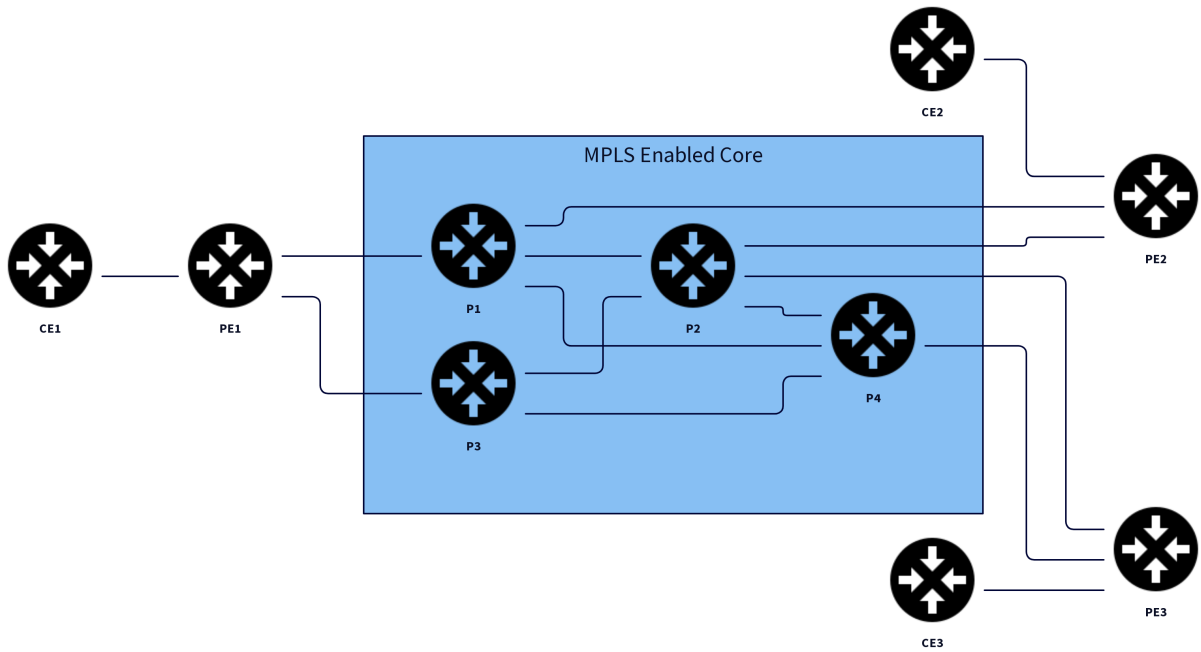 CE2
MPLS Enabled Core
CE1
PE1
P1
P2
PE2
P3
P4
CE3
PE3